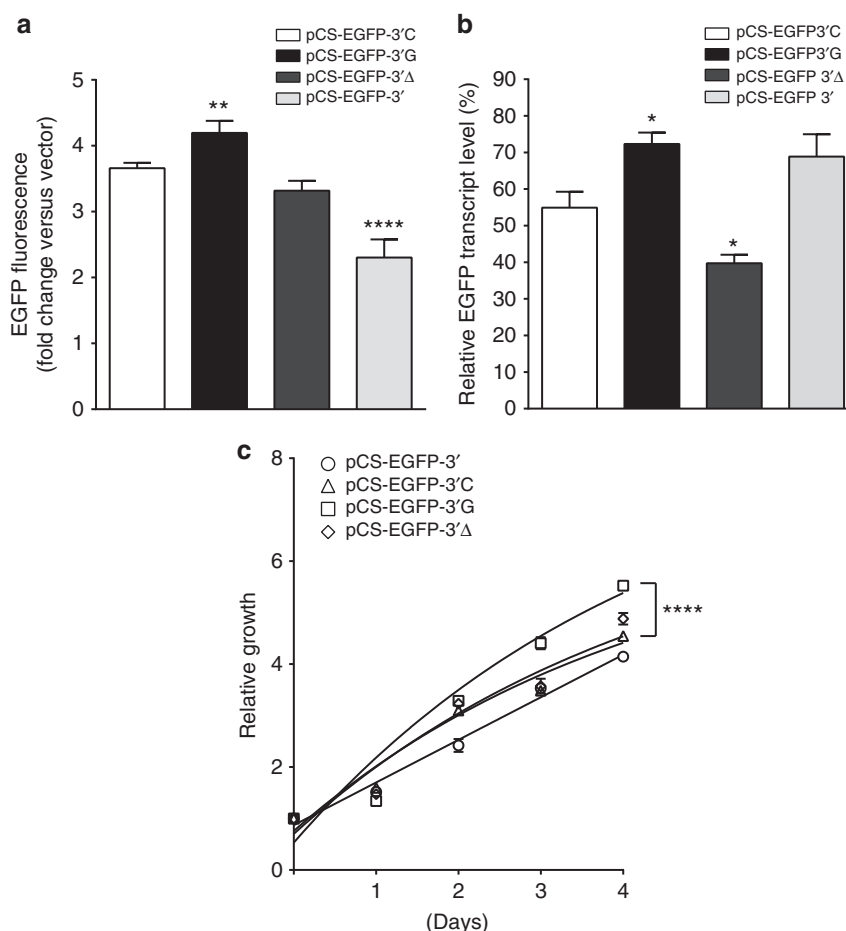 a
pCS-EGFP-3′C
pCS-EGFP-3′G
pCS-EGFP-3′Δ
pCS-EGFP-3′
EGFP fluorescence
(fold change versus vector)
5
4
3
2
1
0
**
****
b
pCS-EGFP3′C
pCS-EGFP3′G
pCS-EGFP 3′Δ
pCS-EGFP 3′
Relative EGFP transcript level (%)
90
80
70
60
50
40
30
20
10
0
*
*
c
pCS-EGFP-3′
pCS-EGFP-3′C
pCS-EGFP-3′G
pCS-EGFP-3′Δ
Relative growth
8
6
4
2
0
****
1 2 3 4
(Days)